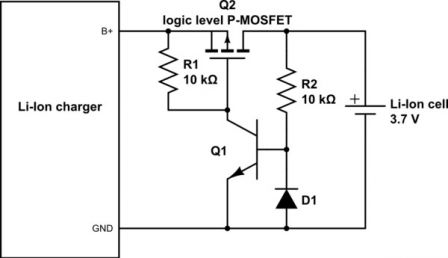 Q2
logic level P-MOSFET
B+
R1
10 kΩ
R2
10 kΩ
Li-Ion charger
+
Li-Ion cell
3.7 V
Q1
D1
GND